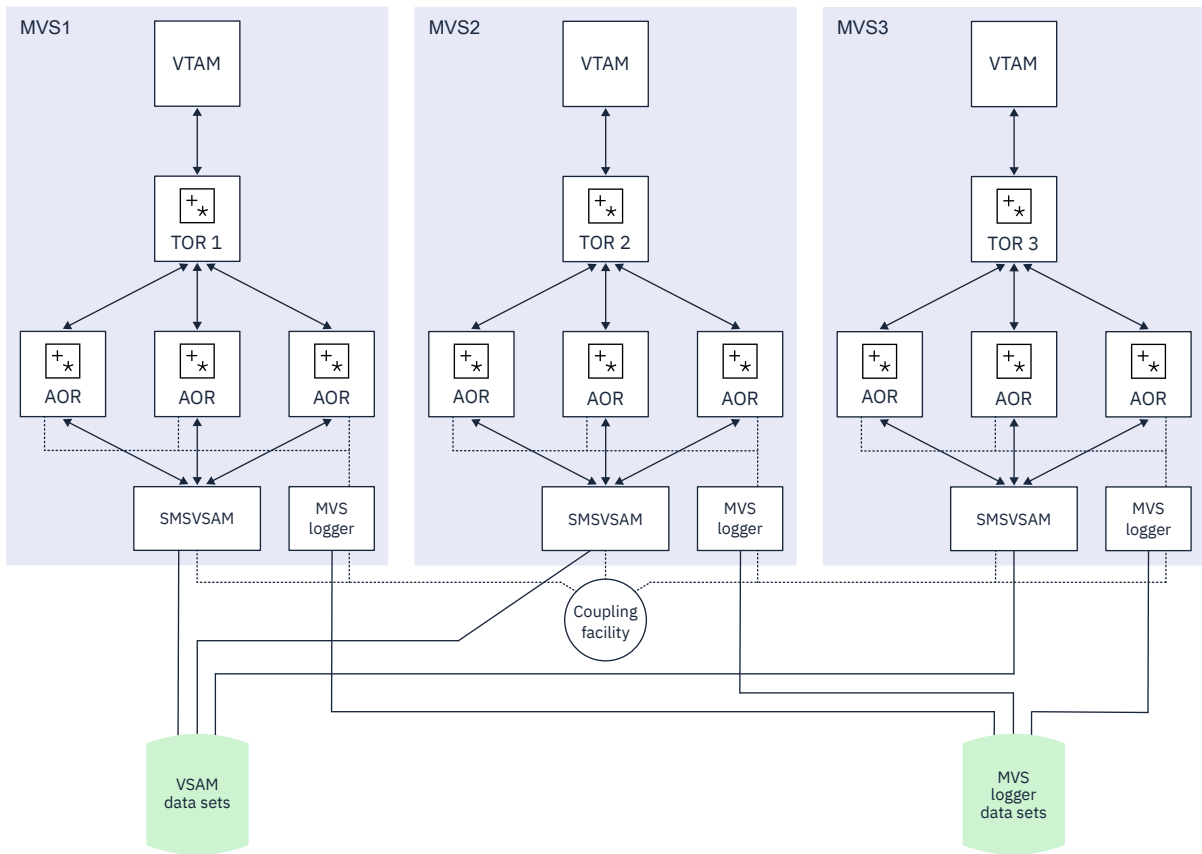 MVS1
MVS2
MVS3
VTAM
VTAM
VTAM
+*
TOR 1
+*
TOR 2
+*
TOR 3
+*
AOR
+*
AOR
+*
AOR
+*
AOR
+*
AOR
+*
AOR
+*
AOR
+*
AOR
+*
AOR
SMSVSAM
MVS
logger
SMSVSAM
MVS
logger
SMSVSAM
MVS
logger
Coupling
facility
VSAM
data sets
MVS
logger
data sets